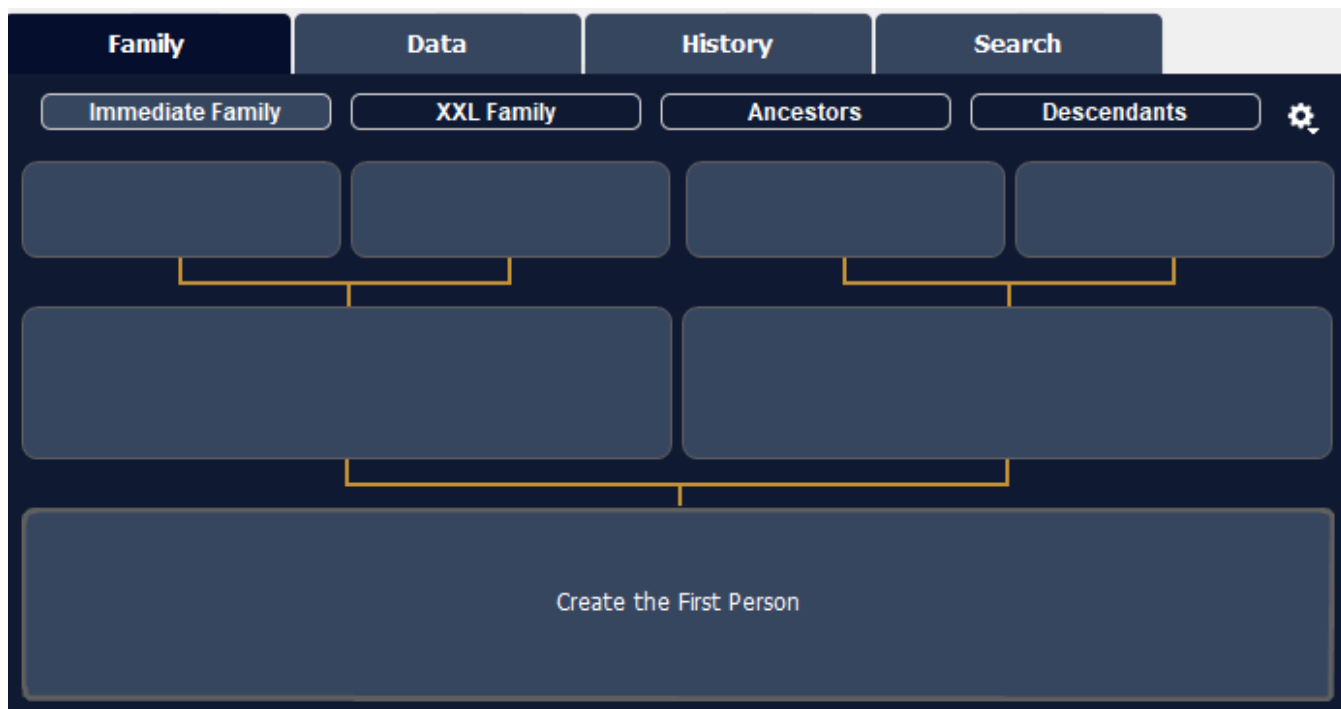 Family Data History Search
Immediate Family XXL Family Ancestors Descendants
Create the First Person